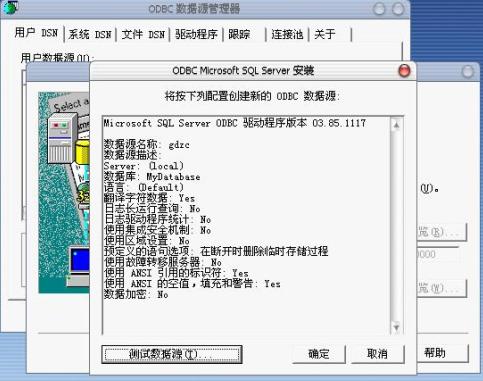 ODBC 数据源管理器
用户 DSN 系统 DSN 文件 DSN 驱动程序 跟踪 连接池 关于
用户数据源(U):
ODBC Microsoft SQL Server 安装
Select a
将按下列配置创建新的 ODBC 数据源:
Microsoft SQL Server ODBC 驱动程序版本 03.85.1117
数据源名称: gdzc
数据源描述:
Server: (local)
数据库: MyDatabase
语言: (Default)
翻译字符数据: Yes
日志长运行查询: No
日志驱动程序统计: No
使用集成安全机制: No
使用区域设置: No
预定义的语句选项: 在断开时删除临时存储过程
使用故障转移服务器: No
使用 ANSI 引用的标识符: Yes
使用 ANSI 的空值，填充和警告: Yes
数据加密: No
(U)。
览(R)...
0000
览(W)...
测试数据源(T)...
确定
取消
帮助